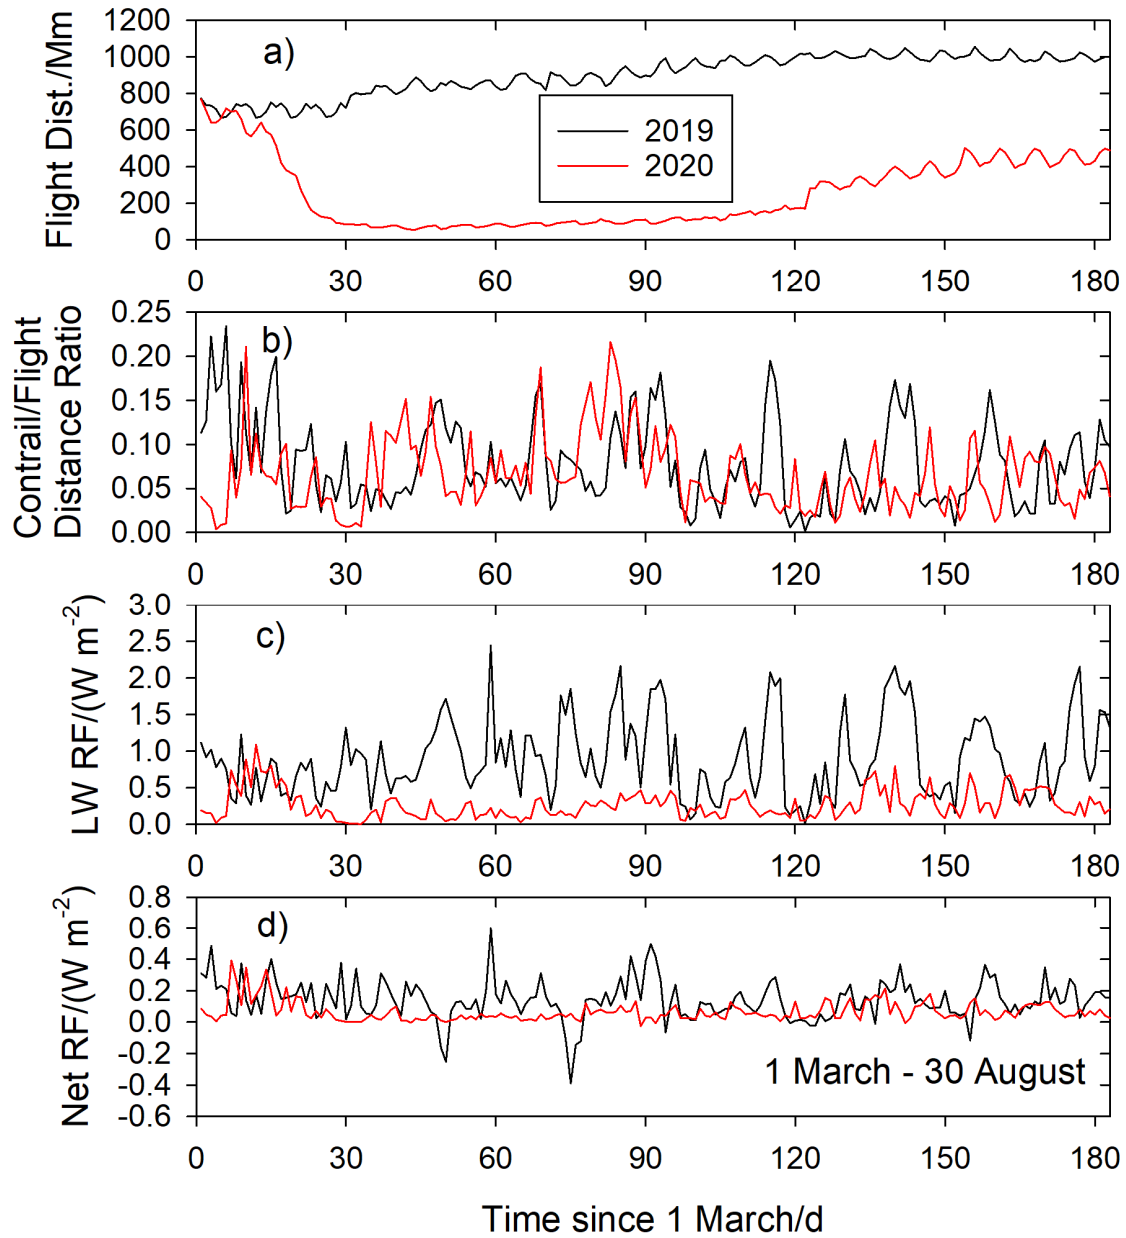 1200
1000
800
600
400
200
0
Flight Dist./Mm
a)
2019
2020
0 30 60 90 120 150 180
0.25
0.20
0.15
0.10
0.05
0.00
Contrail/Flight
Distance Ratio
b)
0 30 60 90 120 150 180
3.0
2.5
2.0
1.5
1.0
0.5
0.0
LW RF/(W m⁻²)
c)
0 30 60 90 120 150 180
0.8
0.6
0.4
0.2
0.0
-0.2
-0.4
-0.6
Net RF/(W m⁻²)
d)
1 March - 30 August
0 30 60 90 120 150 180
Time since 1 March/d